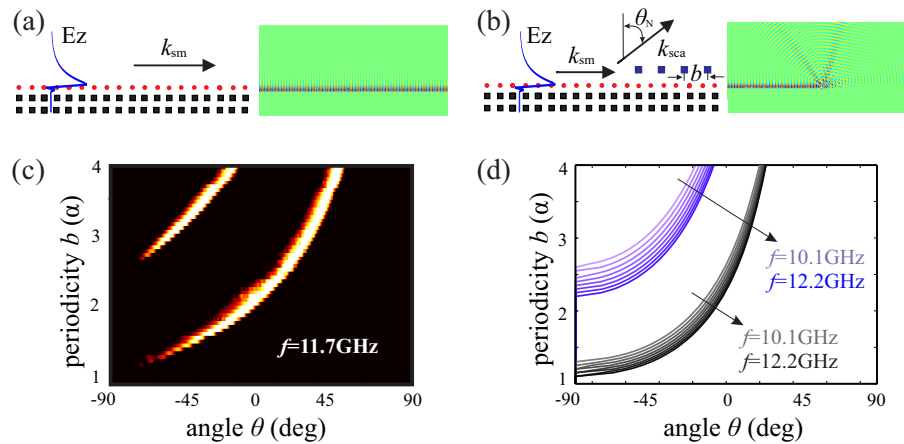 (a)
Ez
k_sm
(b)
Ez
k_sm
θ_N
k_sca
b
(c)
periodicity b (α)
4
3
2
1
f=11.7GHz
-90
-45
0
45
90
angle θ (deg)
(d)
periodicity b (α)
4
3
2
1
f=10.1GHz
f=12.2GHz
f=10.1GHz
f=12.2GHz
-90
-45
0
45
90
angle θ (deg)